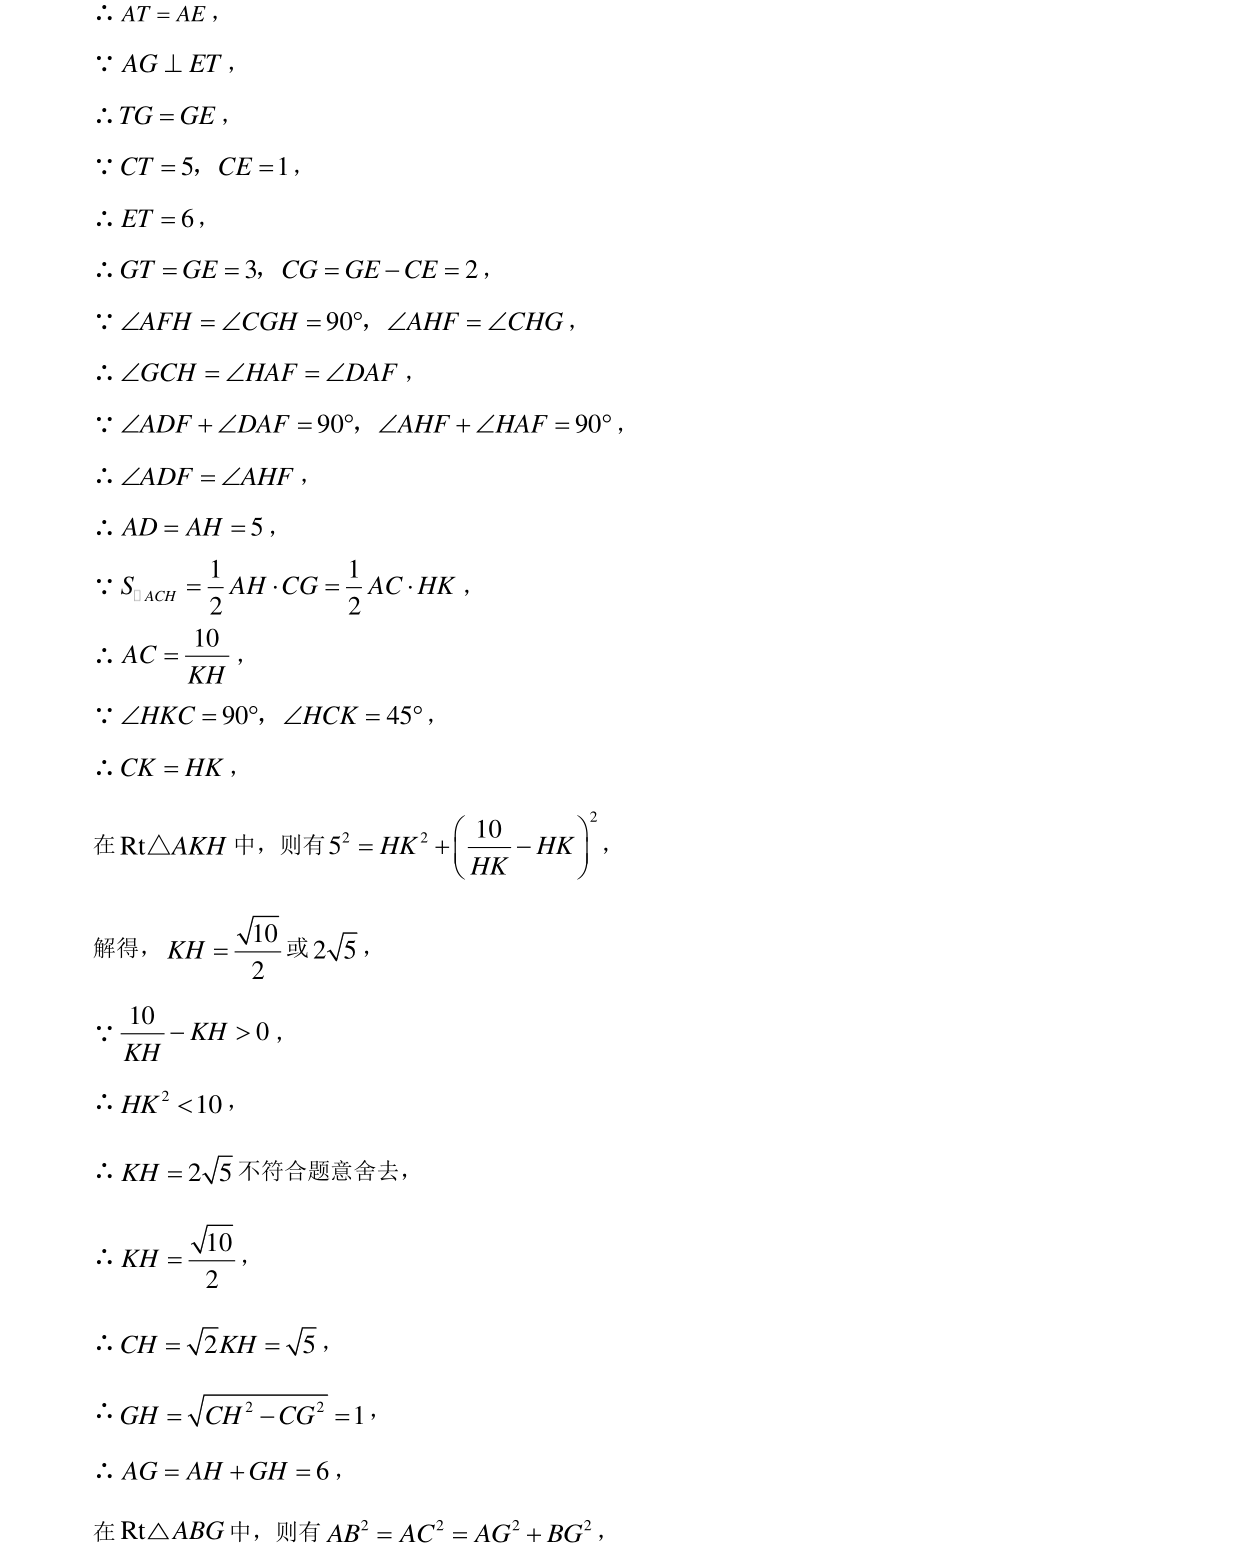 ∴ AT = AE，
∵ AG ⊥ ET，
∴ TG = GE，
∵ CT = 5，CE = 1，
∴ ET = 6，
∴ GT = GE = 3，CG = GE − CE = 2，
∵ ∠AFH = ∠CGH = 90°，∠AHF = ∠CHG，
∴ ∠GCH = ∠HAF = ∠DAF，
∵ ∠ADF + ∠DAF = 90°，∠AHF + ∠HAF = 90°，
∴ ∠ADF = ∠AHF，
∴ AD = AH = 5，
∵ S▯ACH = 1/2 AH · CG = 1/2 AC · HK，
∴ AC = 10/KH，
∵ ∠HKC = 90°，∠HCK = 45°，
∴ CK = HK，
在 Rt△AKH 中，则有 5² = HK² + (10/HK − HK)²，
解得，KH = √10/2 或 2√5，
∵ 10/KH − KH > 0，
∴ HK² < 10，
∴ KH = 2√5 不符合题意舍去，
∴ KH = √10/2，
∴ CH = √2KH = √5，
∴ GH = √(CH² − CG²) = 1，
∴ AG = AH + GH = 6，
在 Rt△ABG 中，则有 AB² = AC² = AG² + BG²，